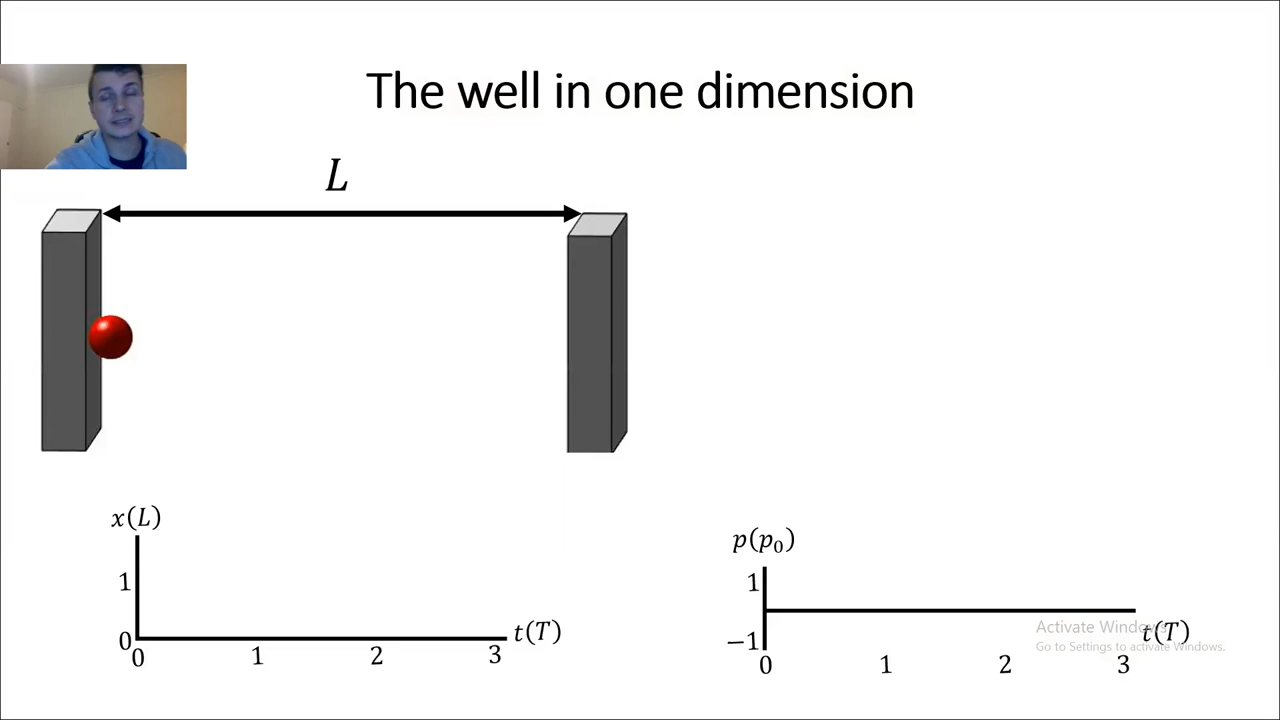 The well in one dimension
L
x(L)
1
0
0 1 2 3
t(T)
p(p₀)
1
−1
0 1 2 3
t(T)
Activate Windows
Go to Settings to activate Windows.